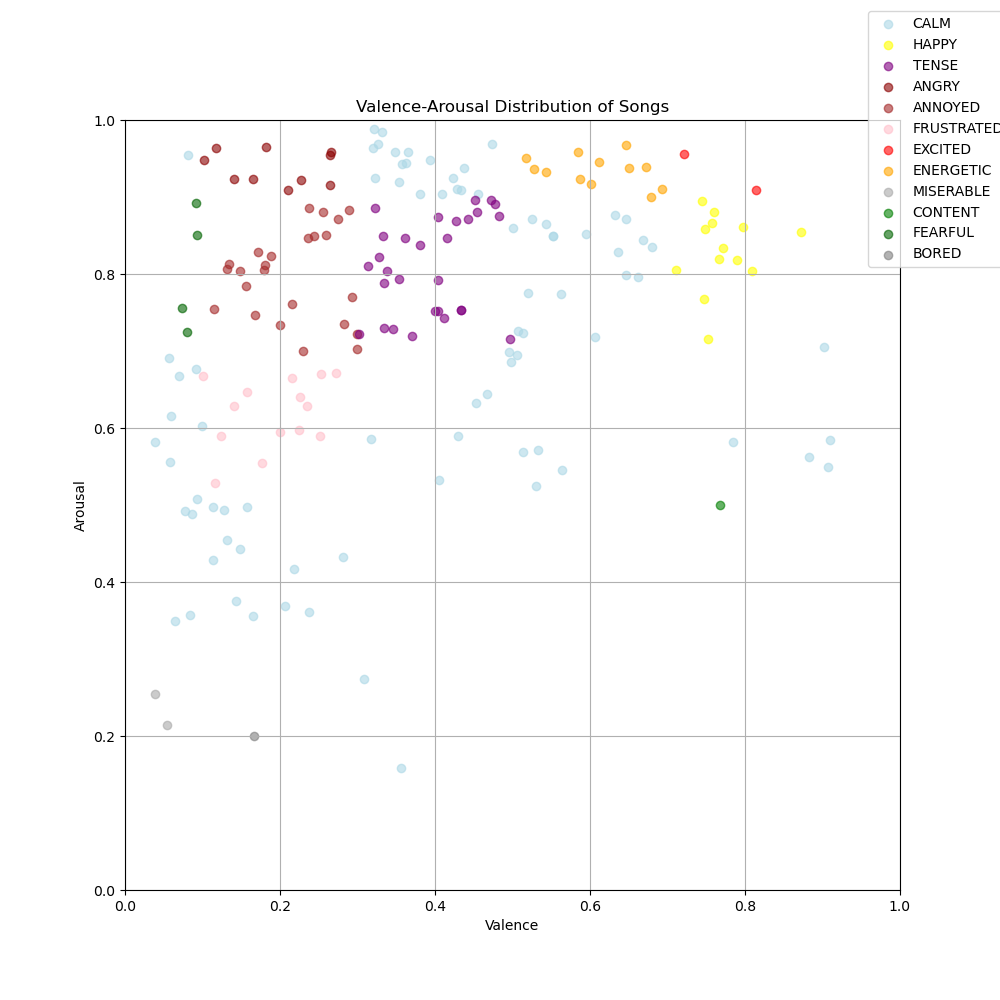 CALM
HAPPY
TENSE
ANGRY
ANNOYED
FRUSTRATED
EXCITED
ENERGETIC
MISERABLE
CONTENT
FEARFUL
BORED
Valence-Arousal Distribution of Songs
1.0
0.8
0.6
0.4
0.2
0.0
Arousal
0.0 0.2 0.4 0.6 0.8 1.0
Valence